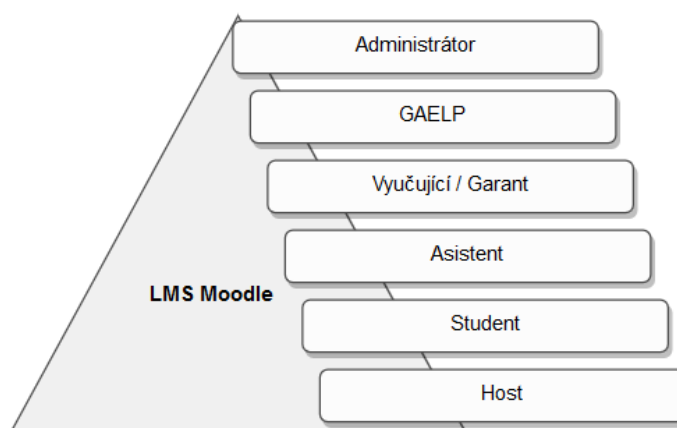 Administrátor
GAELP
Vyučující / Garant
Asistent
LMS Moodle
Student
Host